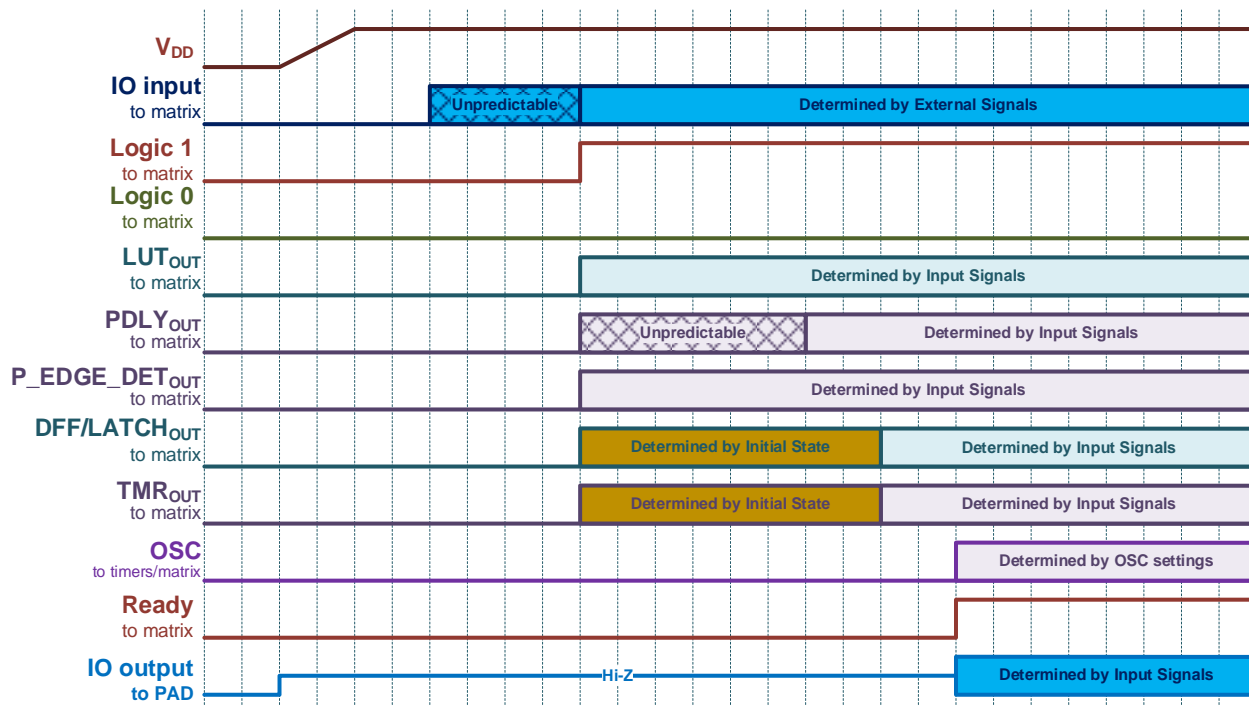 VDD
IO input
to matrix
Unpredictable
Determined by External Signals
Logic 1
to matrix
Logic 0
to matrix
LUTOUT
to matrix
Determined by Input Signals
PDLYOUT
to matrix
Unpredictable
Determined by Input Signals
P_EDGE_DETOUT
to matrix
Determined by Input Signals
DFF/LATCHOUT
to matrix
Determined by Initial State
Determined by Input Signals
TMROUT
to matrix
Determined by Initial State
Determined by Input Signals
OSC
to timers/matrix
Determined by OSC settings
Ready
to matrix
IO output
to PAD
Hi-Z
Determined by Input Signals